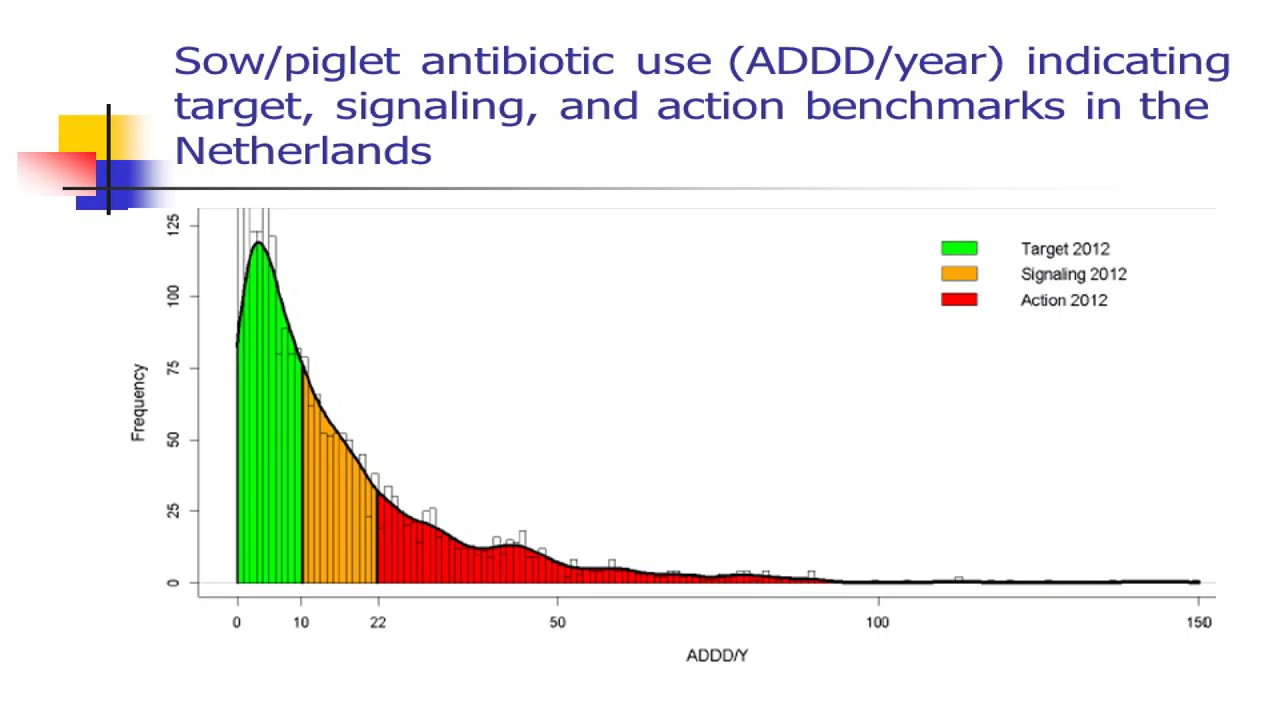 Sow/piglet antibiotic use (ADDD/year) indicating
target, signaling, and action benchmarks in the
Netherlands
125
100
75
50
25
0
Frequency
Target 2012
Signaling 2012
Action 2012
0 10 22 50 100 150
ADDD/Y